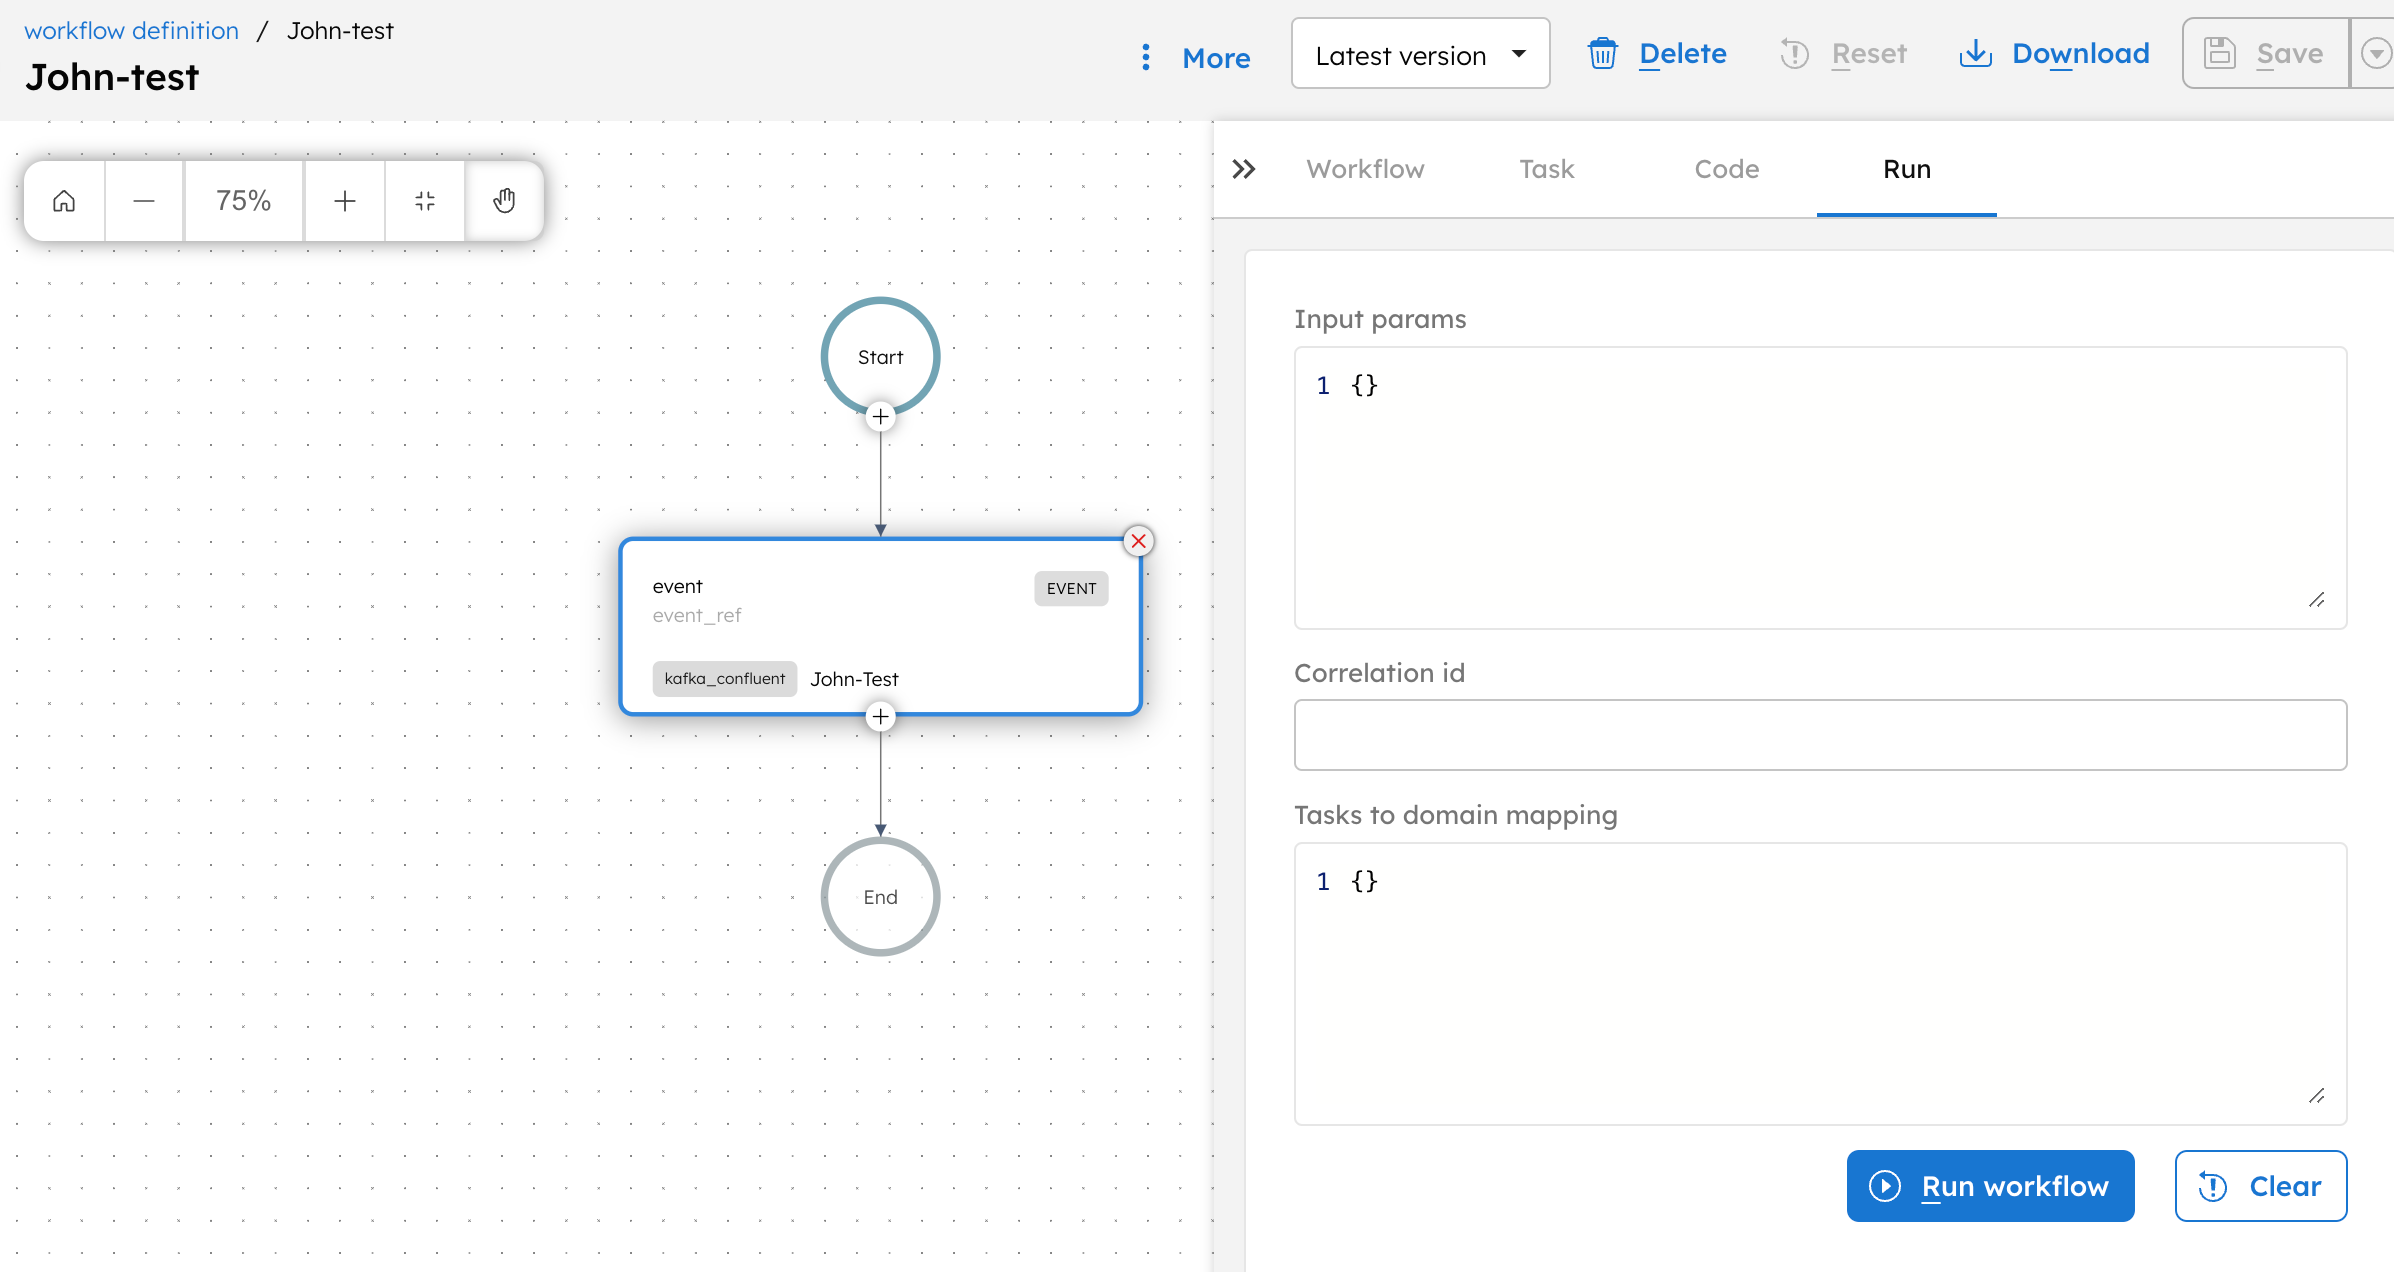 workflow definition / John-test
John-test
More
Latest version
Delete
Reset
Download
Save
75%
Workflow
Task
Code
Run
Start
event
EVENT
event_ref
kafka_confluent
John-Test
End
Input params
1 {}
Correlation id
Tasks to domain mapping
1 {}
Run workflow
Clear